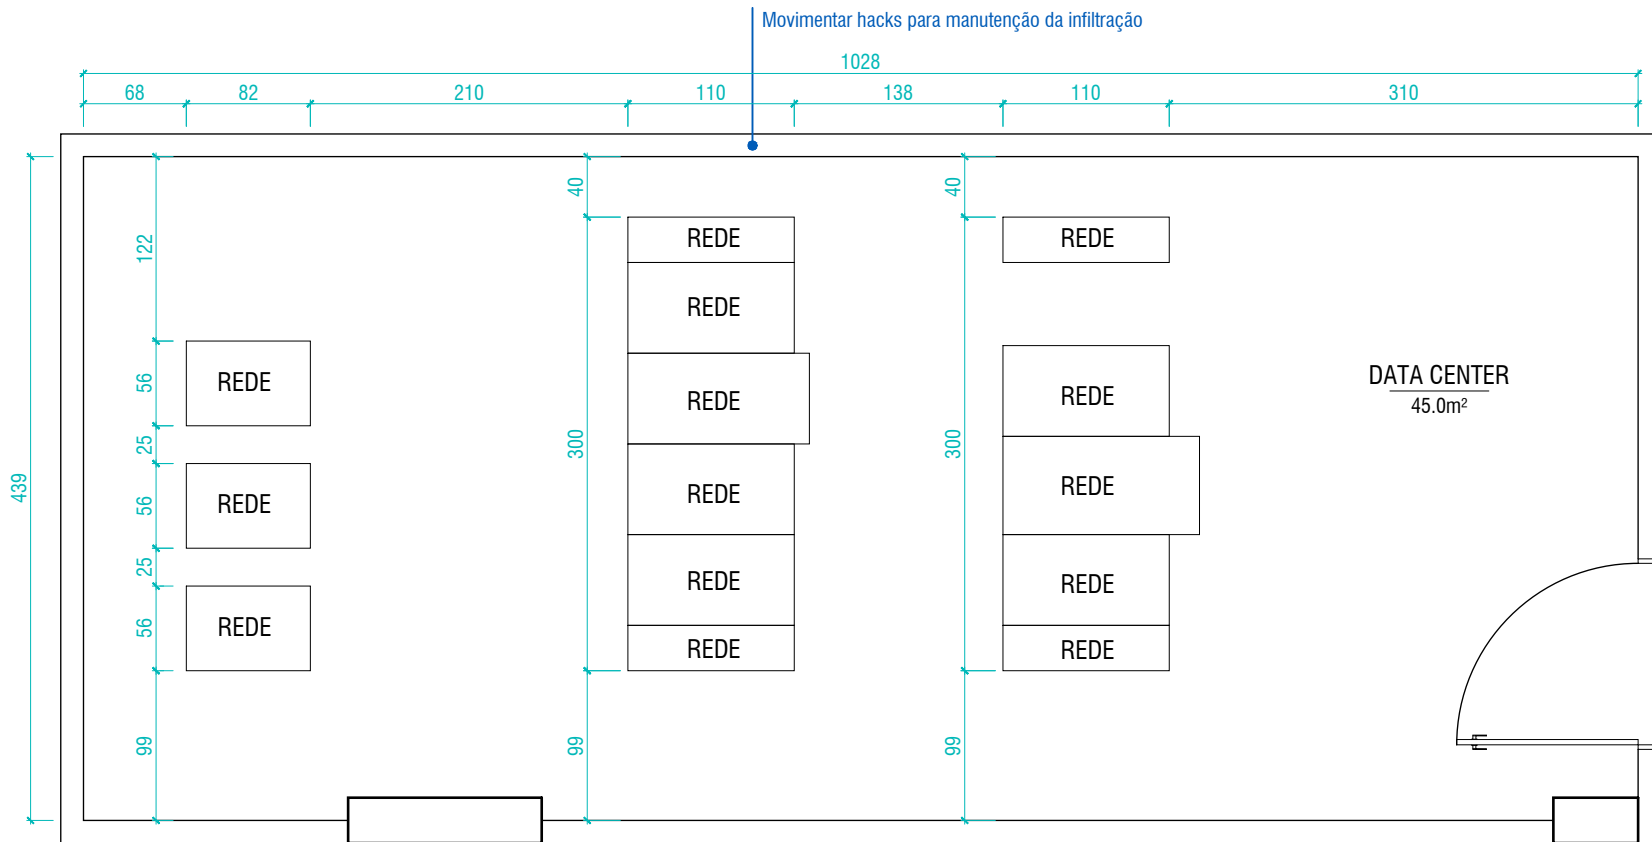 Movimentar hacks para manutenção da infiltração
1028
68 82 210 110 138 110 310
40 40
REDE REDE
122
REDE
REDE
56
REDE
REDE
REDE
DATA CENTER
45.0m²
25
300
300
439
56
REDE
REDE
REDE
25
REDE
REDE
56
REDE
REDE
REDE
99
99
99